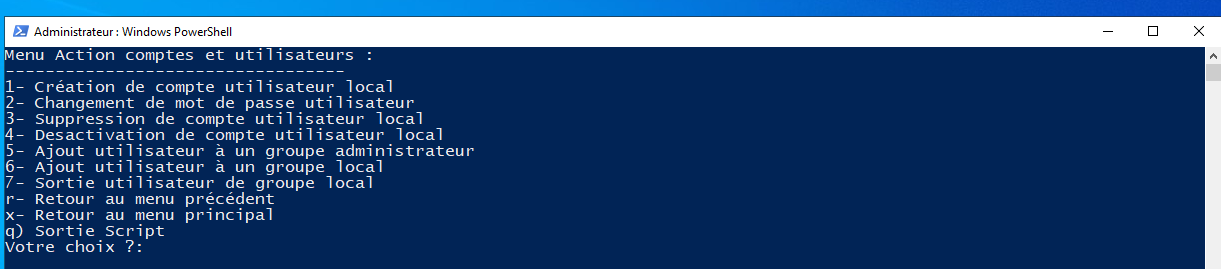 Administrateur : Windows PowerShell
Menu Action comptes et utilisateurs :
----------------------------------
1- Création de compte utilisateur local
2- Changement de mot de passe utilisateur
3- Suppression de compte utilisateur local
4- Desactivation de compte utilisateur local
5- Ajout utilisateur à un groupe administrateur
6- Ajout utilisateur à un groupe local
7- Sortie utilisateur de groupe local
r- Retour au menu précédent
x- Retour au menu principal
q) Sortie Script
Votre choix ?: